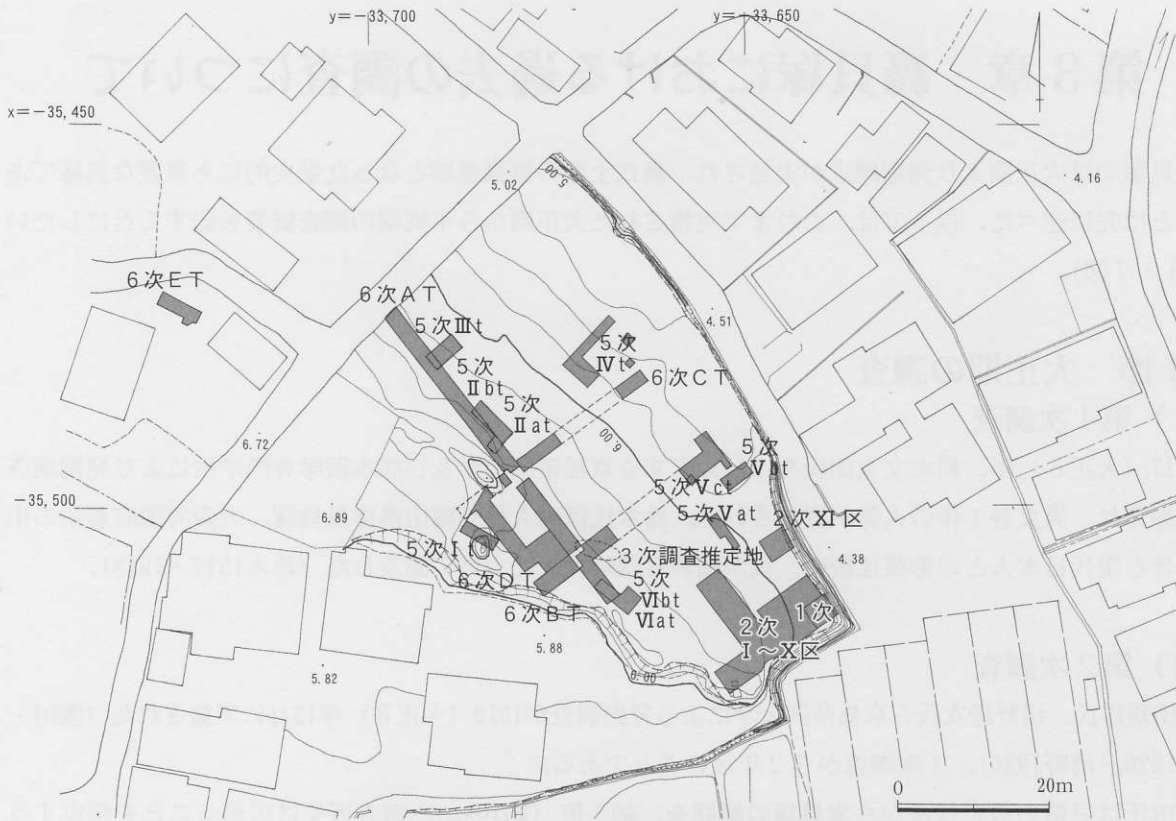 y=-33,700
y=-33,650
x=-35,450
5.02
5.00
4.16
6次ET
6次AT
5次Ⅲt
5次
Ⅱbt
5次
Ⅱat
5次
Ⅳt
4.51
6次CT
6.72
6.00
5次
Ⅴbt
5次Ⅴct
5次Ⅴat
2次Ⅺ区
-35,500
6.89
5次Ⅰt
3次調査推定地
4.38
6次DT
5次
Ⅵbt
Ⅵat
6次BT
1次
2次
Ⅰ～Ⅹ区
5.88
5.82
6.00
0
20m